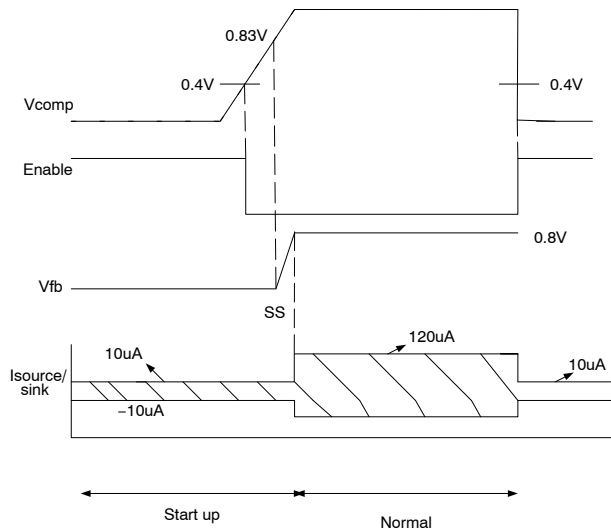 0.83V
0.4V
0.4V
Vcomp
Enable
0.8V
Vfb
SS
10uA
120uA
10uA
Isource/
sink
−10uA
Start up
Normal